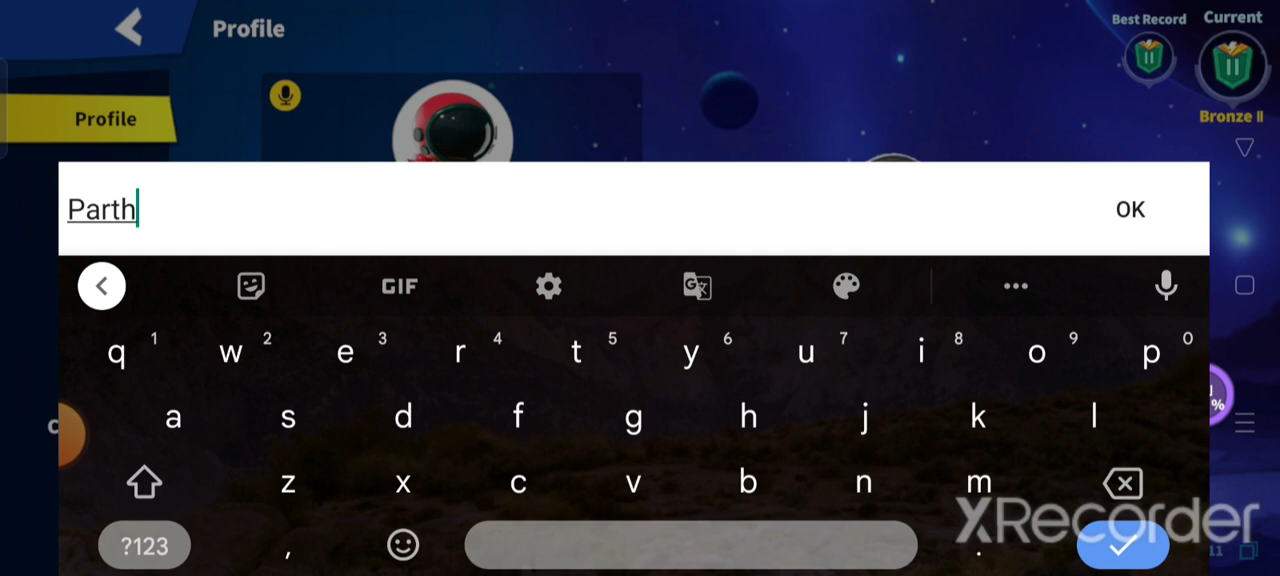 Profile
Best Record
Current
Profile
Bronze II
Parth
OK
GIF
q 1 w 2 e 3 r 4 t 5 y 6 u 7 i 8 o 9 p 0
%
a s d f g h j k l
z x c v b n m
XRecorder
?123 , .
11